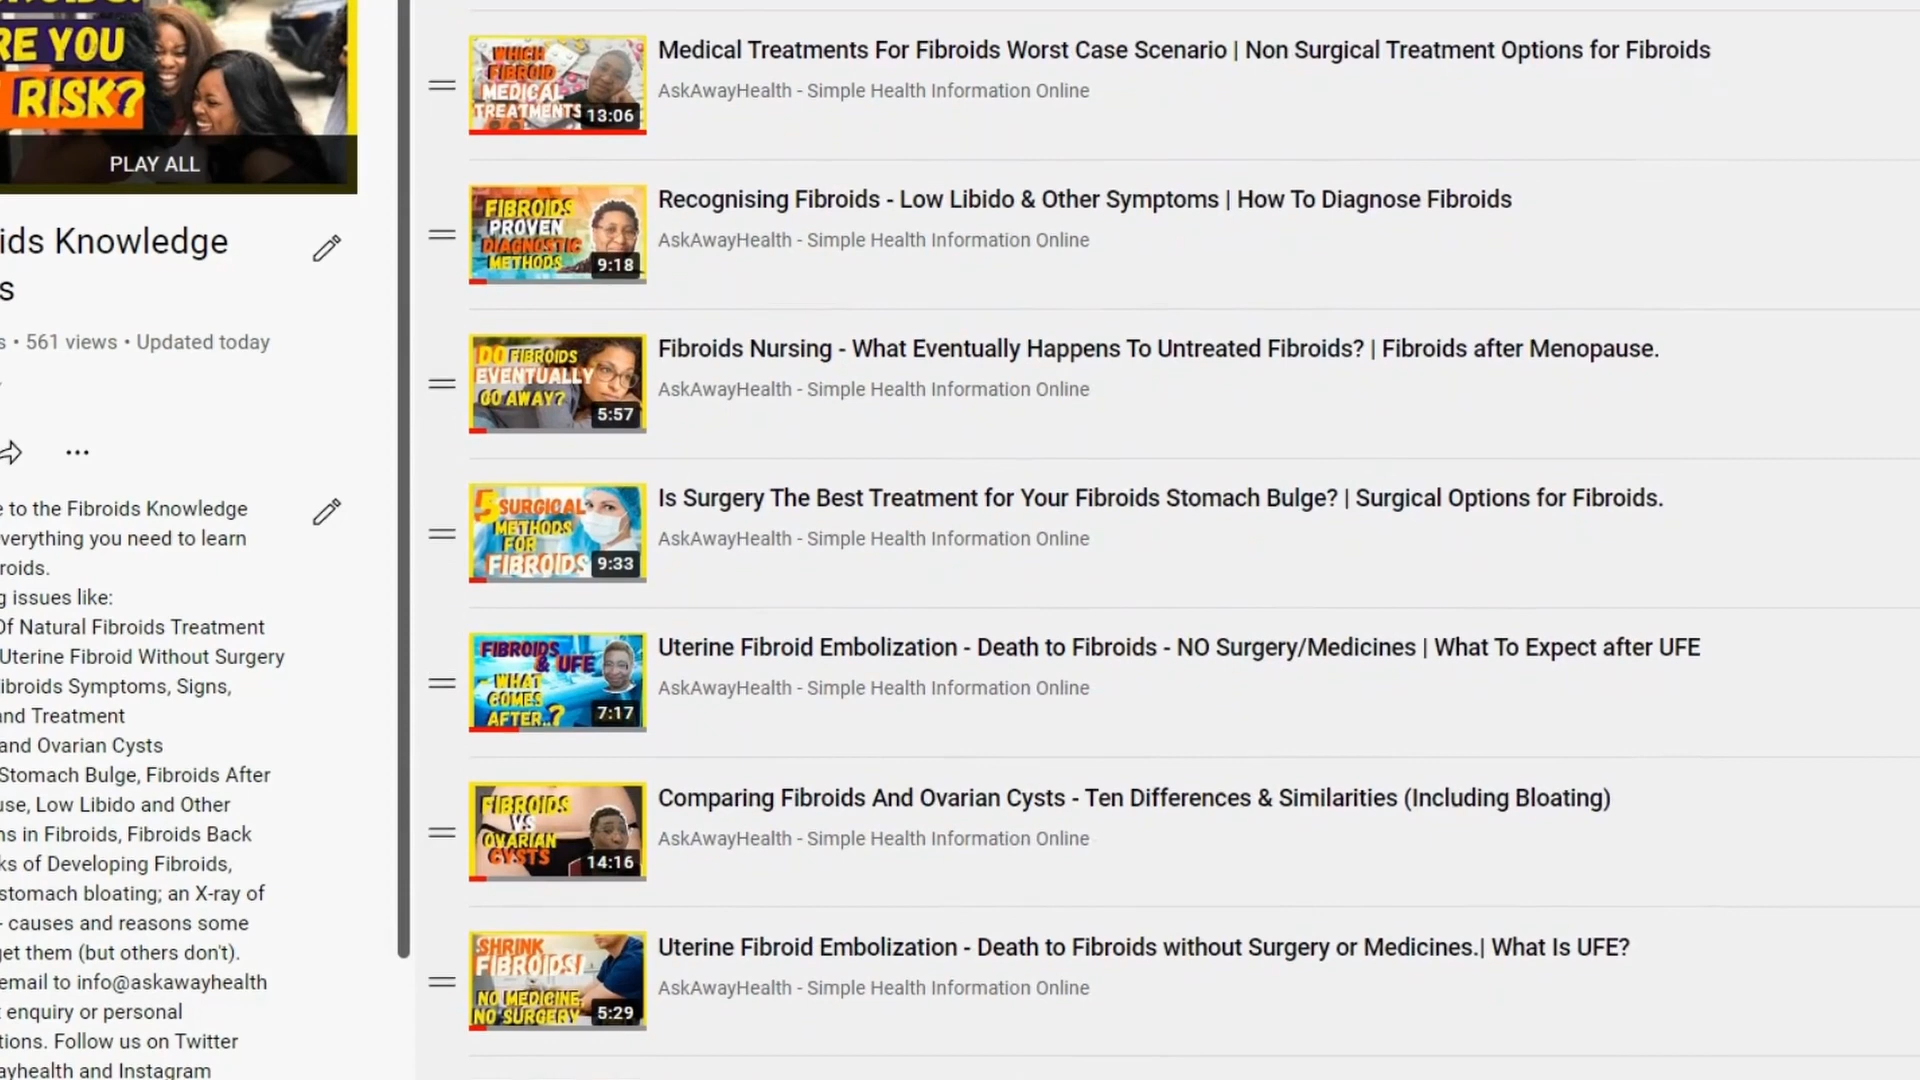 RE YOU
RISK?
PLAY ALL
ids Knowledge
s
s • 561 views • Updated today
e to the Fibroids Knowledge
verything you need to learn
roids.
g issues like:
Of Natural Fibroids Treatment
Uterine Fibroid Without Surgery
ibroids Symptoms, Signs,
and Treatment
and Ovarian Cysts
Stomach Bulge, Fibroids After
use, Low Libido and Other
ns in Fibroids, Fibroids Back
ks of Developing Fibroids,
stomach bloating; an X-ray of
- causes and reasons some
get them (but others don't).
email to info@askawayhealth
t enquiry or personal
tions. Follow us on Twitter
ayhealth and Instagram
WHICH
FIBROID
MEDICAL
TREATMENTS
13:06
Medical Treatments For Fibroids Worst Case Scenario | Non Surgical Treatment Options for Fibroids
AskAwayHealth - Simple Health Information Online
FIBROIDS
PROVEN
DIAGNOSTIC
METHODS
9:18
Recognising Fibroids - Low Libido & Other Symptoms | How To Diagnose Fibroids
AskAwayHealth - Simple Health Information Online
DO FIBROIDS
EVENTUALLY
GO AWAY?
5:57
Fibroids Nursing - What Eventually Happens To Untreated Fibroids? | Fibroids after Menopause.
AskAwayHealth - Simple Health Information Online
5 SURGICAL
METHODS
FOR
FIBROIDS
9:33
Is Surgery The Best Treatment for Your Fibroids Stomach Bulge? | Surgical Options for Fibroids.
AskAwayHealth - Simple Health Information Online
FIBROIDS
& UFE
- WHAT
COMES
AFTER..?
7:17
Uterine Fibroid Embolization - Death to Fibroids - NO Surgery/Medicines | What To Expect after UFE
AskAwayHealth - Simple Health Information Online
FIBROIDS
VS
OVARIAN
CYSTS
14:16
Comparing Fibroids And Ovarian Cysts - Ten Differences & Similarities (Including Bloating)
AskAwayHealth - Simple Health Information Online
SHRINK
FIBROIDS!
NO MEDICINE,
NO SURGERY
5:29
Uterine Fibroid Embolization - Death to Fibroids without Surgery or Medicines.| What Is UFE?
AskAwayHealth - Simple Health Information Online